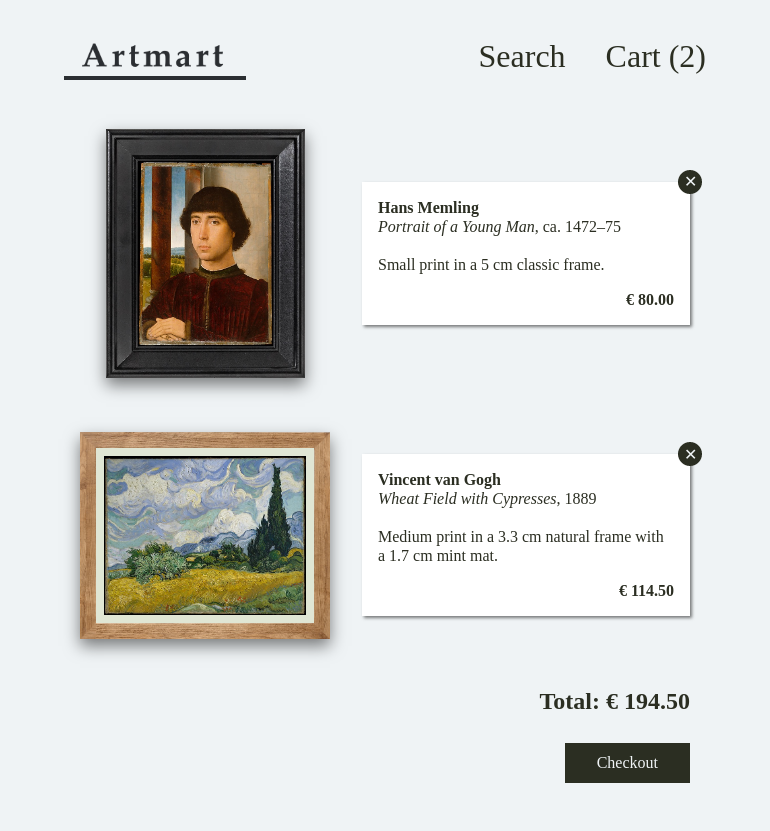 Artmart
Search
Cart (2)
Hans Memling
Portrait of a Young Man, ca. 1472–75
Small print in a 5 cm classic frame.
€ 80.00
Vincent van Gogh
Wheat Field with Cypresses, 1889
Medium print in a 3.3 cm natural frame with
a 1.7 cm mint mat.
€ 114.50
Total: € 194.50
Checkout